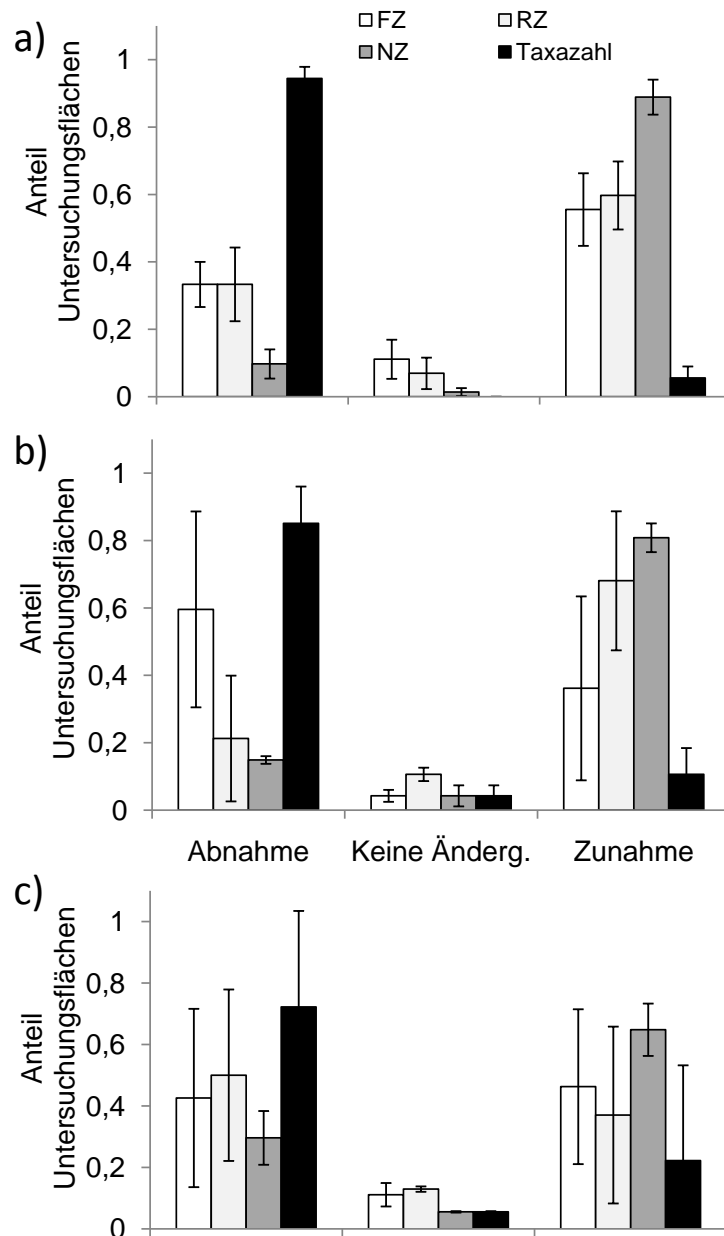 FZ RZ
NZ Taxazahl
a)
Anteil
Untersuchungsflächen
1
0,8
0,6
0,4
0,2
0
b)
Anteil
Untersuchungsflächen
1
0,8
0,6
0,4
0,2
0
Abnahme Keine Änderg. Zunahme
c)
Anteil
Untersuchungsflächen
1
0,8
0,6
0,4
0,2
0